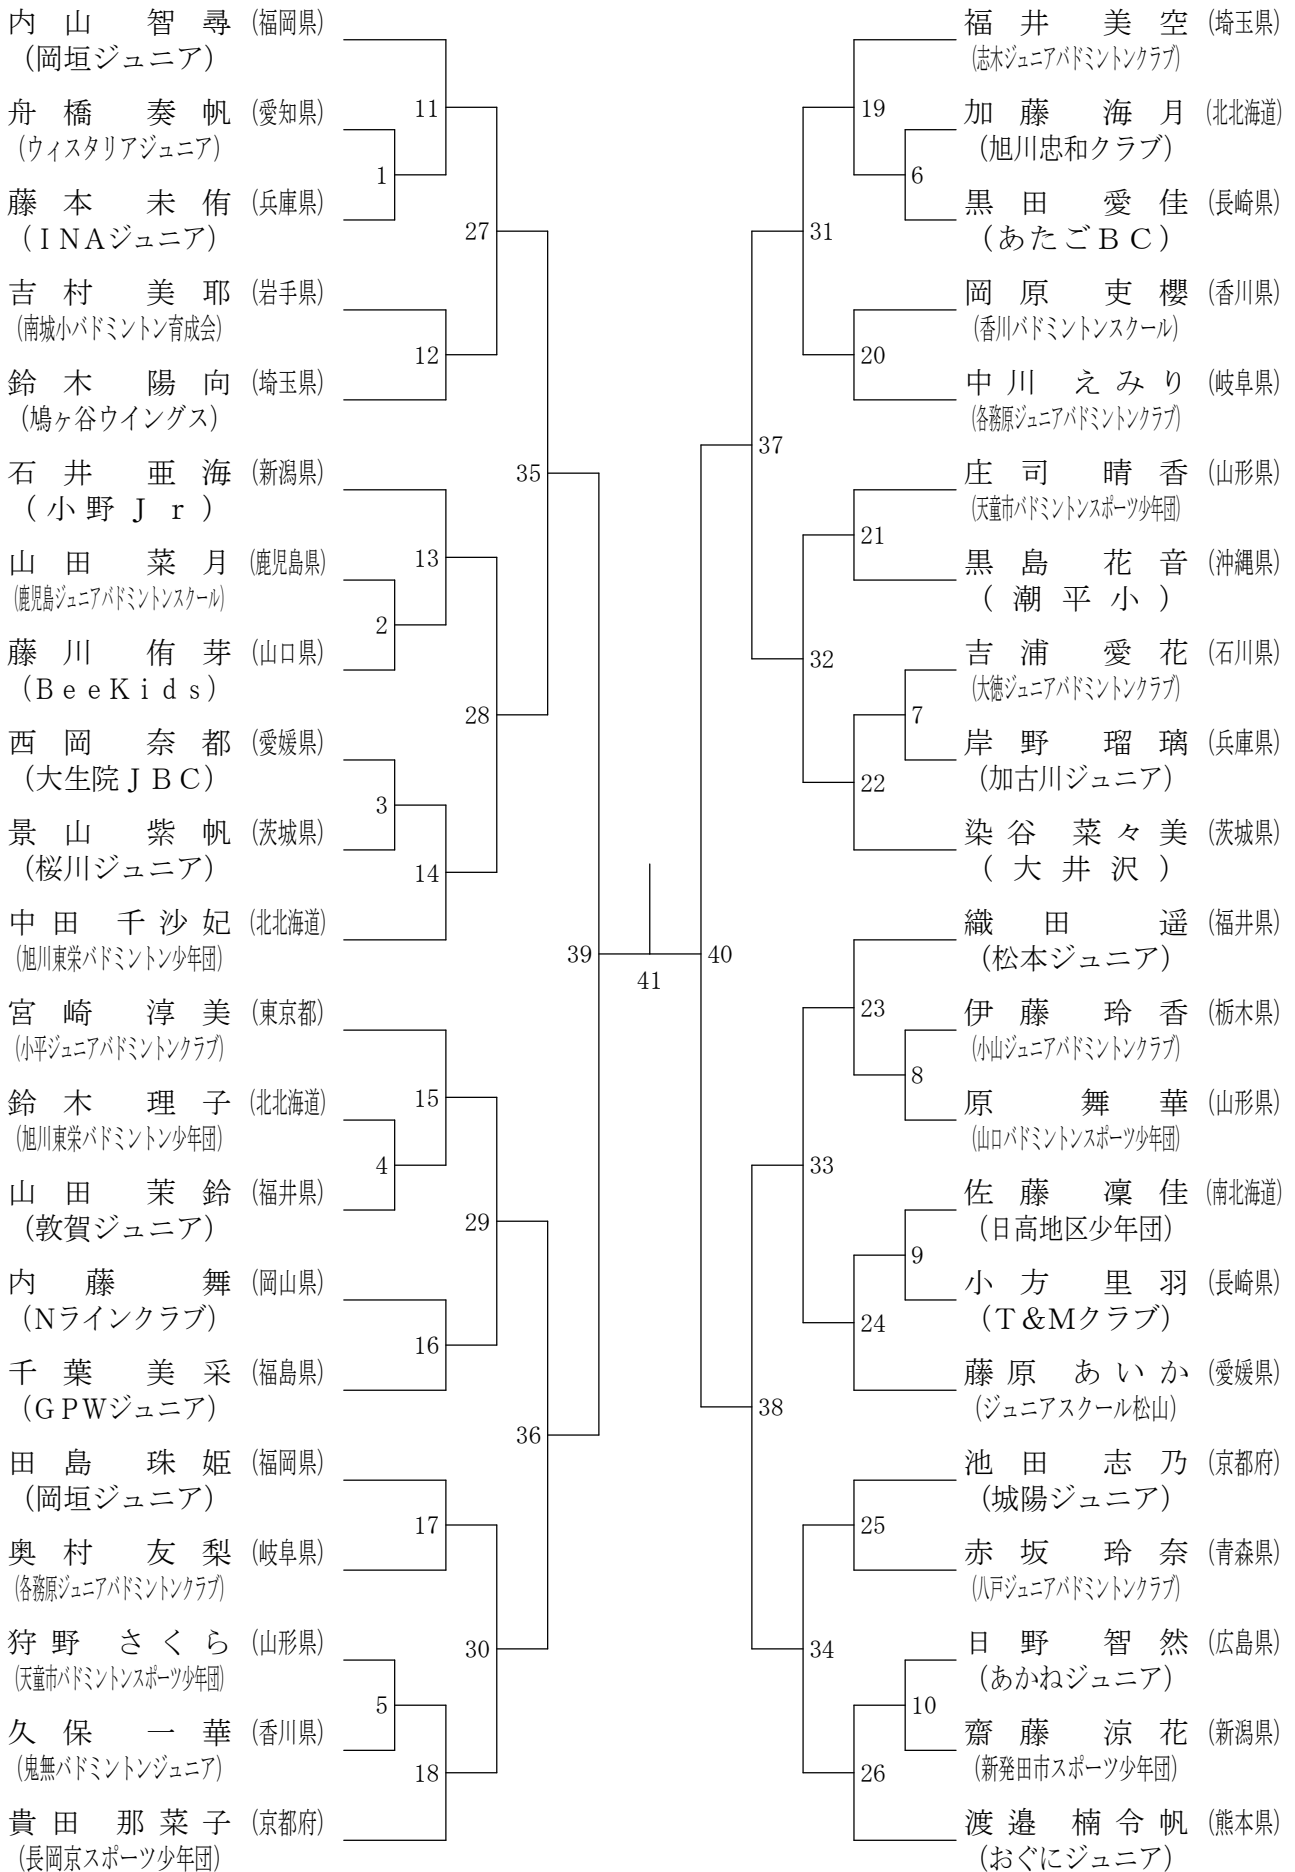 内山 智尋 (福岡県)
(岡垣ジュニア)
11
舟橋 奏帆 (愛知県)
(ウィスタリアジュニア)
1
藤本 未侑 (兵庫県)
(INAジュニア)
27
吉村 美耶 (岩手県)
(南城小バドミントン育成会)
12
鈴木 陽向 (埼玉県)
(鳩ヶ谷ウイングス)
35
石井 亜海 (新潟県)
(小野Jr)
13
山田 菜月 (鹿児島県)
(鹿児島ジュニアバドミントンスクール)
2
藤川 侑芽 (山口県)
(BeeKids)
28
西岡 奈都 (愛媛県)
(大生院JBC)
3
景山 紫帆 (茨城県)
(桜川ジュニア)
14
中田 千沙妃 (北北海道)
(旭川東栄バドミントン少年団)
39
宮崎 淳美 (東京都)
(小平ジュニアバドミントンクラブ)
15
鈴木 理子 (北北海道)
(旭川東栄バドミントン少年団)
4
山田 茉鈴 (福井県)
(敦賀ジュニア)
29
内藤 舞 (岡山県)
(Nラインクラブ)
16
千葉 美采 (福島県)
(GPWジュニア)
36
田島 珠姫 (福岡県)
(岡垣ジュニア)
17
奥村 友梨 (岐阜県)
(各務原ジュニアバドミントンクラブ)
30
狩野 さくら (山形県)
(天童市バドミントンスポーツ少年団)
5
久保 一華 (香川県)
(鬼無バドミントンジュニア)
18
貴田 那菜子 (京都府)
(長岡京スポーツ少年団)
41
福井 美空 (埼玉県)
(志木ジュニアバドミントンクラブ)
19
加藤 海月 (北北海道)
(旭川忠和クラブ)
6
黒田 愛佳 (長崎県)
(あたごBC)
31
岡原 吏櫻 (香川県)
(香川バドミントンスクール)
20
中川 えみり (岐阜県)
(各務原ジュニアバドミントンクラブ)
37
庄司 晴香 (山形県)
(天童市バドミントンスポーツ少年団)
21
黒島 花音 (沖縄県)
(潮平小)
32
吉浦 愛花 (石川県)
(大徳ジュニアバドミントンクラブ)
7
岸野 瑠璃 (兵庫県)
(加古川ジュニア)
22
染谷 菜々美 (茨城県)
(大井沢)
40
織田 遥 (福井県)
(松本ジュニア)
23
伊藤 玲香 (栃木県)
(小山ジュニアバドミントンクラブ)
8
原 舞華 (山形県)
(山口バドミントンスポーツ少年団)
33
佐藤 凜佳 (南北海道)
(日高地区少年団)
9
小方 里羽 (長崎県)
(T&Mクラブ)
24
藤原 あいか (愛媛県)
(ジュニアスクール松山)
38
池田 志乃 (京都府)
(城陽ジュニア)
25
赤坂 玲奈 (青森県)
(八戸ジュニアバドミントンクラブ)
34
日野 智然 (広島県)
(あかねジュニア)
10
齋藤 涼花 (新潟県)
(新発田市スポーツ少年団)
26
渡邉 楠令帆 (熊本県)
(おぐにジュニア)